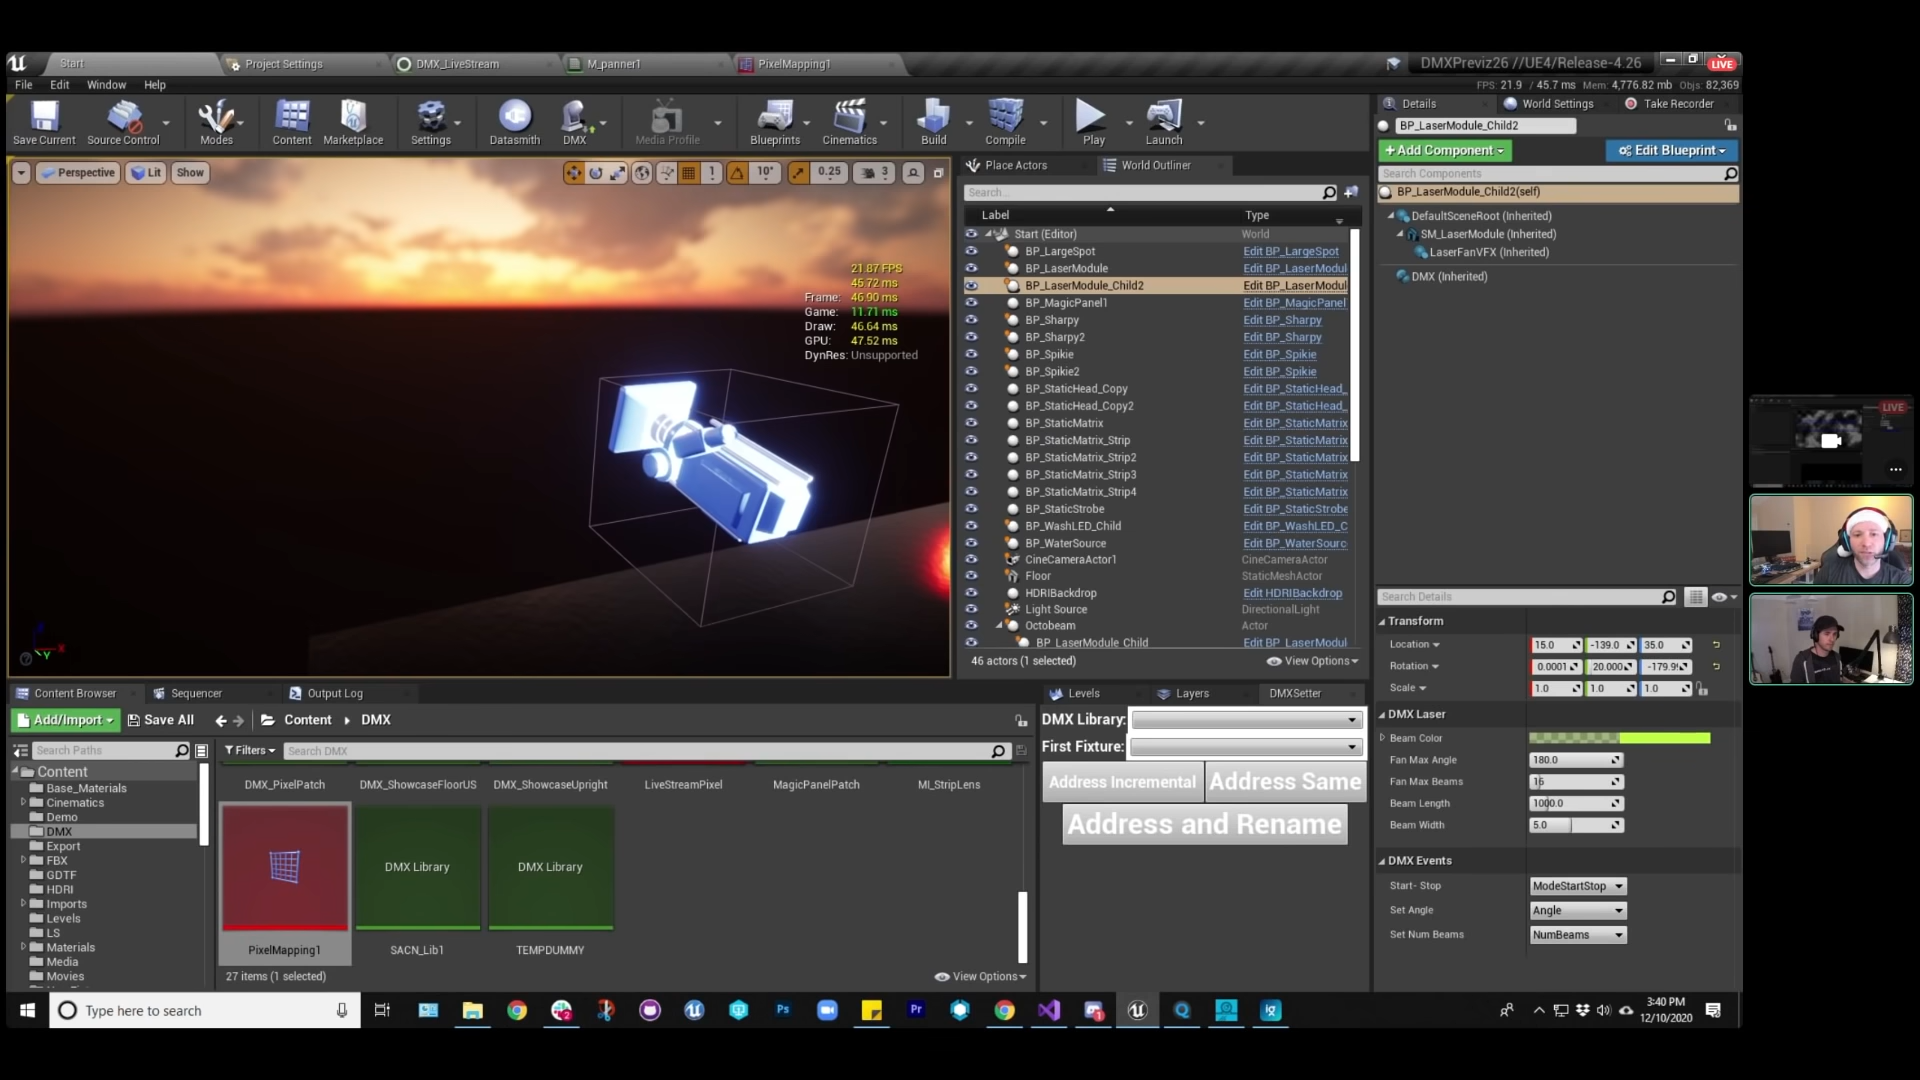 Start
Project Settings
DMX_LiveStream
M_panner1
PixelMapping1
DMXPreviz26 //UE4/Release-4.26
LIVE
File Edit Window Help
FPS: 21.9 / 45.7 ms Mem: 4,776.82 mb Objs: 82,369
Save Current
Source Control
Modes
Content
Marketplace
Settings
Datasmith
DMX
Media Profile
Blueprints
Cinematics
Build
Compile
Play
Launch
Details
World Settings
Take Recorder
BP_LaserModule_Child2
+Add Component
Edit Blueprint
Search Components
BP_LaserModule_Child2(self)
DefaultSceneRoot (Inherited)
SM_LaserModule (Inherited)
LaserFanVFX (Inherited)
DMX (Inherited)
Perspective
Lit
Show
10°
0.25
3
21.87 FPS
45.72 ms
Frame: 46.90 ms
Game: 11.71 ms
Draw: 46.64 ms
GPU: 47.52 ms
DynRes: Unsupported
X
Y
Place Actors
World Outliner
Search...
Label Type
Start (Editor) World
BP_LargeSpot Edit BP_LargeSpot
BP_LaserModule Edit BP_LaserModul
BP_LaserModule_Child2 Edit BP_LaserModul
BP_MagicPanel1 Edit BP_MagicPanel
BP_Sharpy Edit BP_Sharpy
BP_Sharpy2 Edit BP_Sharpy
BP_Spikie Edit BP_Spikie
BP_Spikie2 Edit BP_Spikie
BP_StaticHead_Copy Edit BP_StaticHead_
BP_StaticHead_Copy2 Edit BP_StaticHead_
BP_StaticMatrix Edit BP_StaticMatrix
BP_StaticMatrix_Strip Edit BP_StaticMatrix
BP_StaticMatrix_Strip2 Edit BP_StaticMatrix
BP_StaticMatrix_Strip3 Edit BP_StaticMatrix
BP_StaticMatrix_Strip4 Edit BP_StaticMatrix
BP_StaticStrobe Edit BP_StaticStrobe
BP_WashLED_Child Edit BP_WashLED_C
BP_WaterSource Edit BP_WaterSourc
CineCameraActor1 CineCameraActor
Floor StaticMeshActor
HDRIBackdrop Edit HDRIBackdrop
Light Source DirectionalLight
Octobeam Actor
BP_LaserModule_Child Edit BP_LaserModul
46 actors (1 selected)
View Options
Search Details
Transform
Location 15.0 -139.0 35.0
Rotation 0.0001 20.000 -179.9
Scale 1.0 1.0 1.0
DMX Laser
Beam Color
Fan Max Angle 180.0
Fan Max Beams 16
Beam Length 1000.0
Beam Width 5.0
DMX Events
Start- Stop ModeStartStop
Set Angle Angle
Set Num Beams NumBeams
LIVE
Content Browser
Sequencer
Output Log
Add/Import
Save All
Content
DMX
Search Paths
Filters
Search DMX
Content
Base_Materials
Cinematics
Demo
DMX
Export
FBX
GDTF
HDRI
Imports
Levels
LS
Materials
Media
Movies
DMX_PixelPatch
DMX_ShowcaseFloorUS
DMX_ShowcaseUpright
LiveStreamPixel
MagicPanelPatch
MI_StripLens
DMX Library
DMX Library
PixelMapping1
SACN_Lib1
TEMPDUMMY
27 items (1 selected)
View Options
Levels
Layers
DMXSetter
DMX Library:
First Fixture:
Address Incremental
Address Same
Address and Rename
Type here to search
Ps
Pr
3:40 PM
12/10/2020